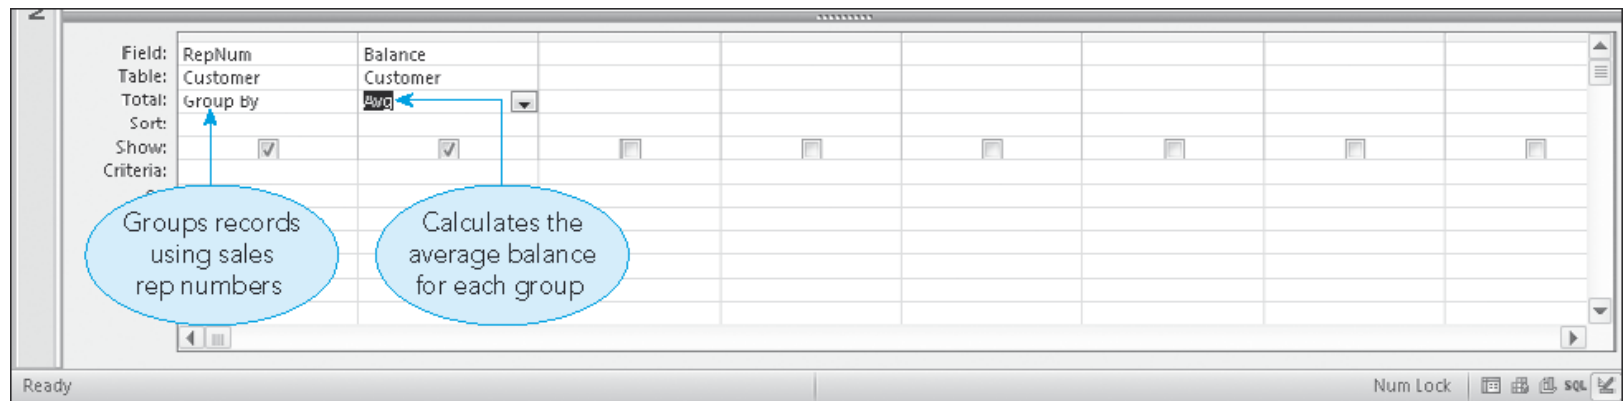 Field: RepNum Balance
Table: Customer Customer
Total: Group By Avg
Sort:
Show:
Criteria:
Groups records
using sales
rep numbers
Calculates the
average balance
for each group
Ready Num Lock SQL